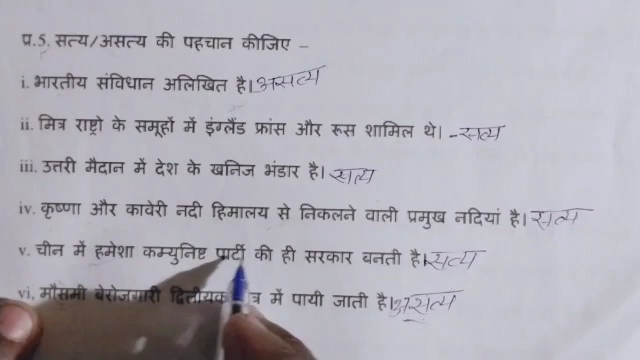 प्र.5. सत्य/असत्य की पहचान कीजिए –
i. भारतीय संविधान अलिखित है। असत्य
ii. मित्र राष्ट्रो के समूहों में इंग्लैंड फ्रांस और रूस शामिल थे। - सत्य
iii. उत्तरी मैदान में देश के खनिज भंडार है। सत्य
iv. कृष्णा और कावेरी नदी हिमालय से निकलने वाली प्रमुख नदियां है। सत्य
v. चीन में हमेशा कम्युनिष्ट पार्टी की ही सरकार बनती है। सत्य
vi. मौसमी बेरोजगारी द्वितीयक में पायी जाती है। असत्य